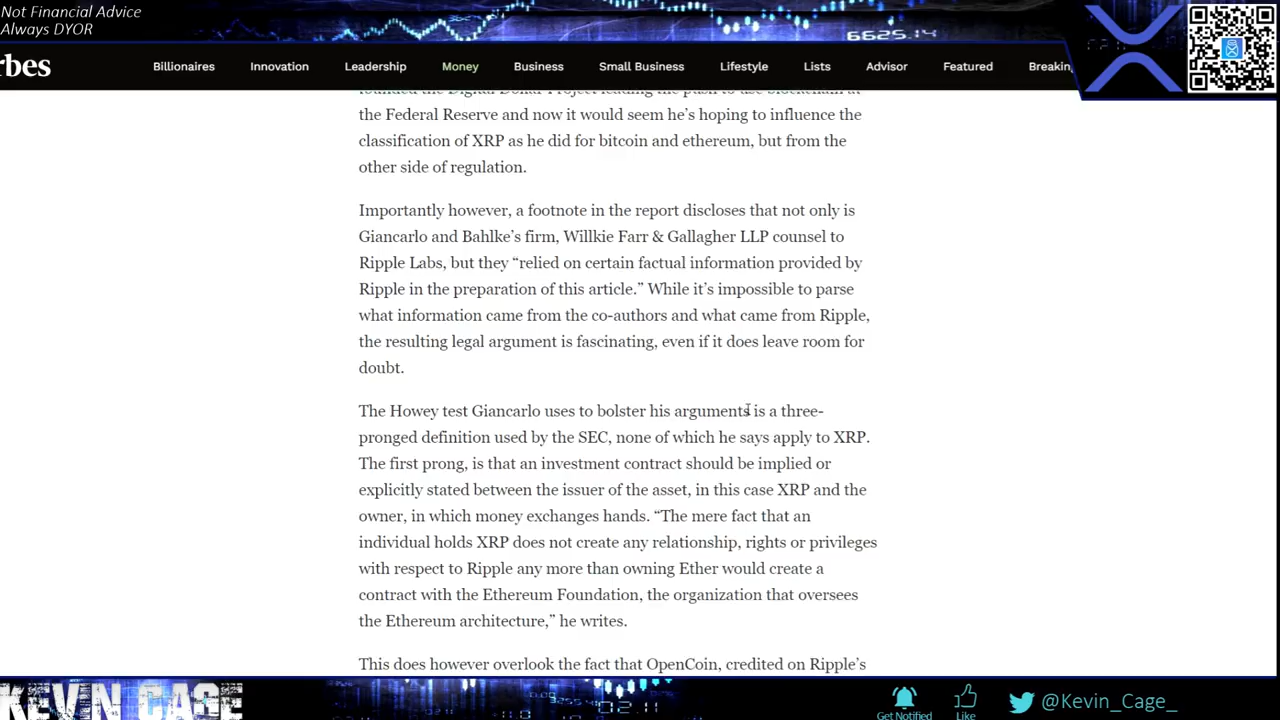 Not Financial Advice
Always DYOR
6625.14
rbes
Billionaires Innovation Leadership Money Business Small Business Lifestyle Lists Advisor Featured Breaking
founded the Digital Dollar Project leading the push to use blockchain at
the Federal Reserve and now it would seem he's hoping to influence the
classification of XRP as he did for bitcoin and ethereum, but from the
other side of regulation.
Importantly however, a footnote in the report discloses that not only is
Giancarlo and Bahlke's firm, Willkie Farr & Gallagher LLP counsel to
Ripple Labs, but they “relied on certain factual information provided by
Ripple in the preparation of this article.” While it's impossible to parse
what information came from the co-authors and what came from Ripple,
the resulting legal argument is fascinating, even if it does leave room for
doubt.
The Howey test Giancarlo uses to bolster his arguments is a three-
pronged definition used by the SEC, none of which he says apply to XRP.
The first prong, is that an investment contract should be implied or
explicitly stated between the issuer of the asset, in this case XRP and the
owner, in which money exchanges hands. “The mere fact that an
individual holds XRP does not create any relationship, rights or privileges
with respect to Ripple any more than owning Ether would create a
contract with the Ethereum Foundation, the organization that oversees
the Ethereum architecture,” he writes.
This does however overlook the fact that OpenCoin, credited on Ripple's
KEVIN CAGE
Get Notified
Like
@Kevin_Cage_